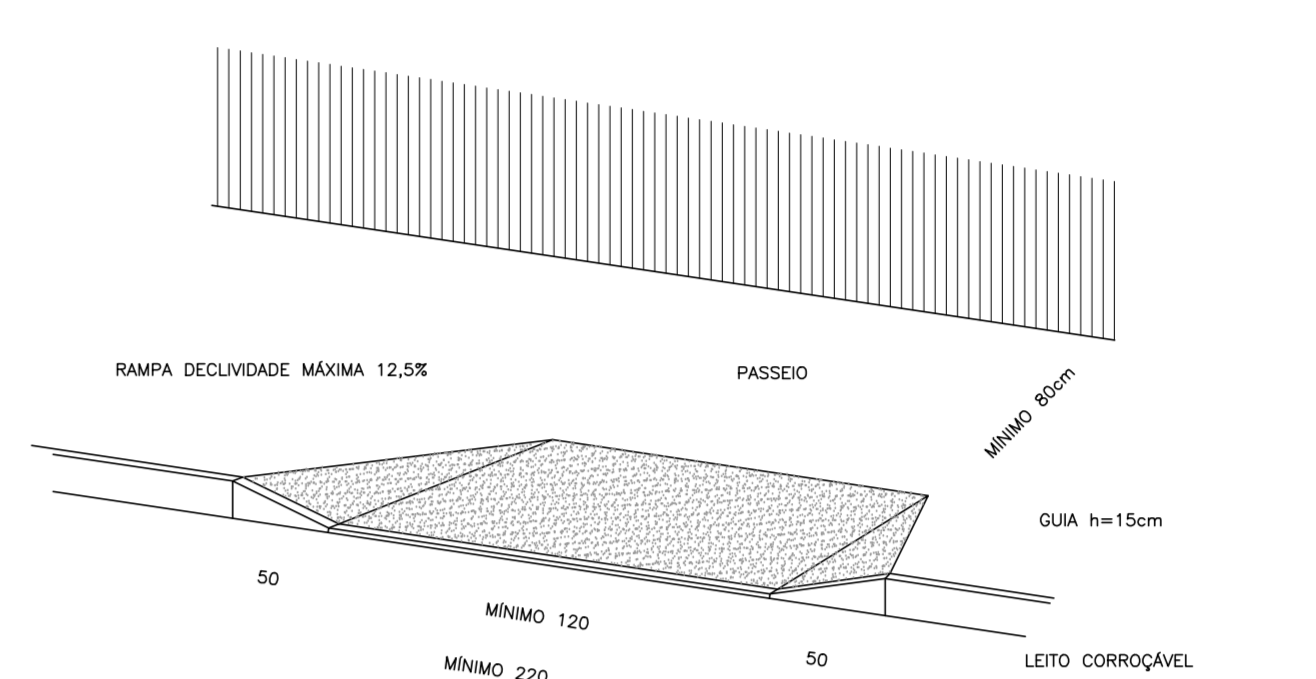 RAMPA DECLIVIDADE MÁXIMA 12,5%
PASSEIO
MÍNIMO 80cm
GUIA h=15cm
50
MÍNIMO 120
MÍNIMO 220
50
LEITO CORROÇÁVEL